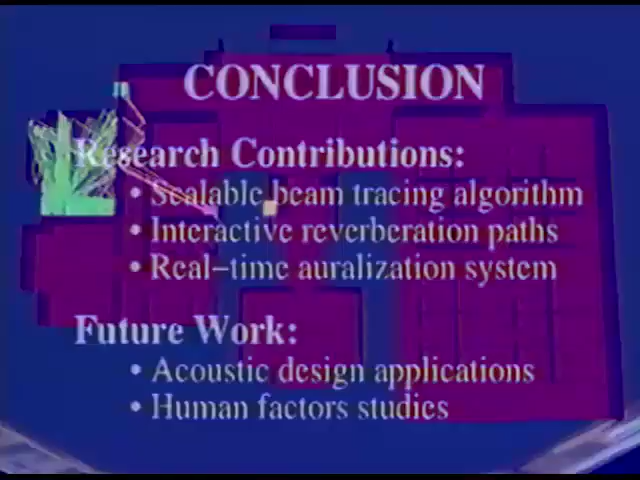 CONCLUSION
Research Contributions:
• Scalable beam tracing algorithm
• Interactive reverberation paths
• Real-time auralization system
Future Work:
• Acoustic design applications
• Human factors studies